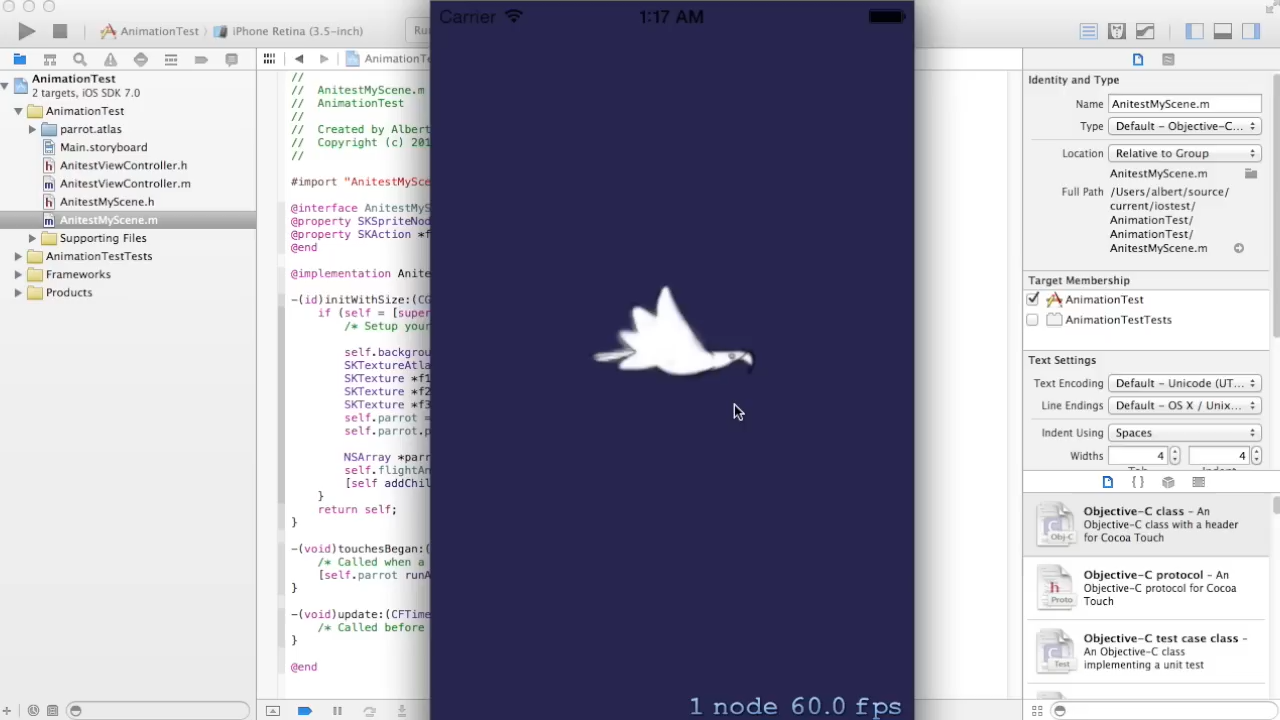 AnimationTest
iPhone Retina (3.5-inch)
Carrier
1:17 AM
AnimationTest
2 targets, iOS SDK 7.0
AnimationTest
parrot.atlas
Main.storyboard
AnitestViewController.h
AnitestViewController.m
AnitestMyScene.h
AnitestMyScene.m
Supporting Files
AnimationTestTests
Frameworks
Products
//
// AnitestMyScene.m
// AnimationTest
//
// Created by Albert
// Copyright (c) 201
//
#import "AnitestMySce
@interface AnitestMyS
@property SKSpriteNod
@property SKAction *f
@end
@implementation Anite
-(id)initWithSize:(CG
if (self = [super
/* Setup your
self.backgrou
SKTextureAtla
SKTexture *f1
SKTexture *f2
SKTexture *f3
self.parrot =
self.parrot.p
NSArray *parr
self.flightAn
[self addChil
}
return self;
}
-(void)touchesBegan:(
/* Called when a
[self.parrot runA
}
-(void)update:(CFTime
/* Called before
}
@end
1 node 60.0 fps
Identity and Type
Name AnitestMyScene.m
Type Default - Objective-C...
Location Relative to Group
AnitestMyScene.m
Full Path /Users/albert/source/
current/iostest/
AnimationTest/
AnimationTest/
AnitestMyScene.m
Target Membership
AnimationTest
AnimationTestTests
Text Settings
Text Encoding Default - Unicode (UT...
Line Endings Default - OS X / Unix...
Indent Using Spaces
Widths 4 4
Objective-C class - An
Objective-C class with a header
for Cocoa Touch
Obj-C
Objective-C protocol - An
Objective-C protocol for Cocoa
Touch
Proto
Objective-C test case class -
An Objective-C class
implementing a unit test
Test